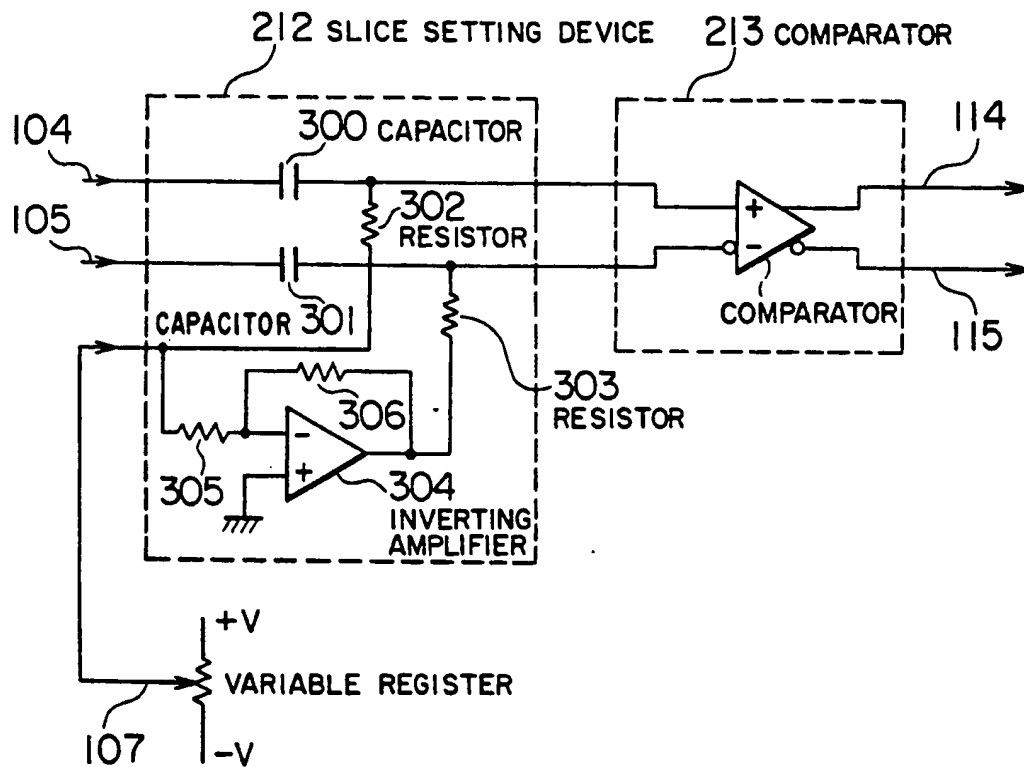 212 SLICE SETTING DEVICE
213 COMPARATOR
104
300 CAPACITOR
114
105
302
RESISTOR
+
−
COMPARATOR
115
CAPACITOR 301
306
303
RESISTOR
305
−
+
304
INVERTING
AMPLIFIER
+V
VARIABLE REGISTER
107
−V